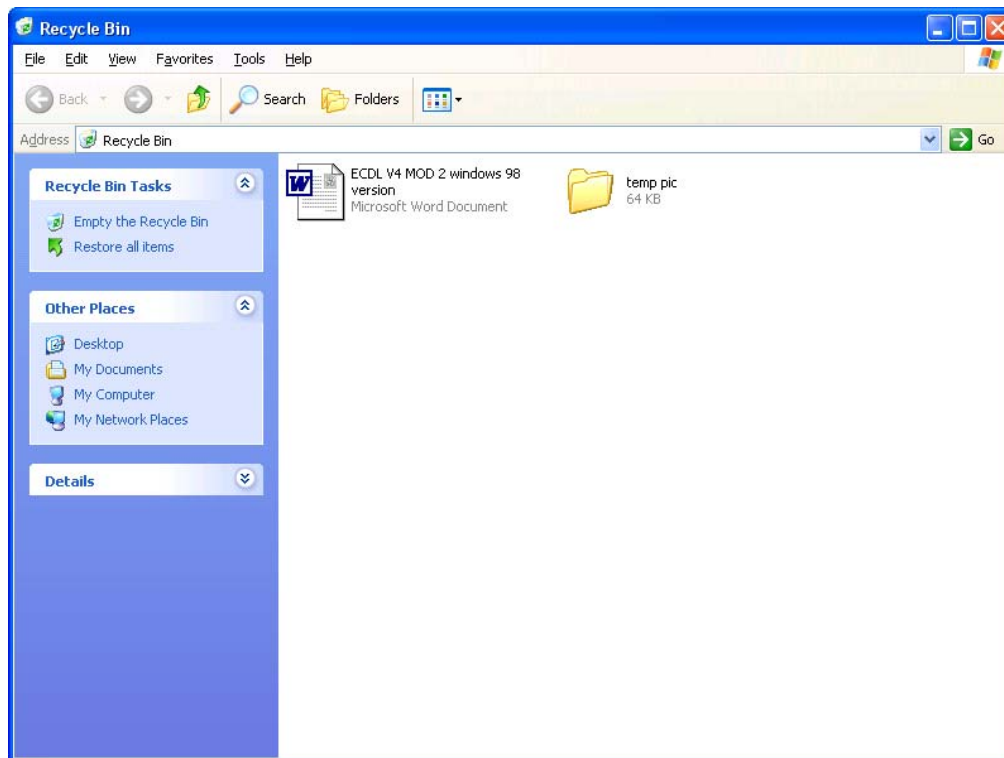 Recycle Bin
File Edit View Favorites Tools Help
Back Search Folders
Address Recycle Bin Go
Recycle Bin Tasks
Empty the Recycle Bin
Restore all items
Other Places
Desktop
My Documents
My Computer
My Network Places
Details
ECDL V4 MOD 2 windows 98
version
Microsoft Word Document
temp pic
64 KB